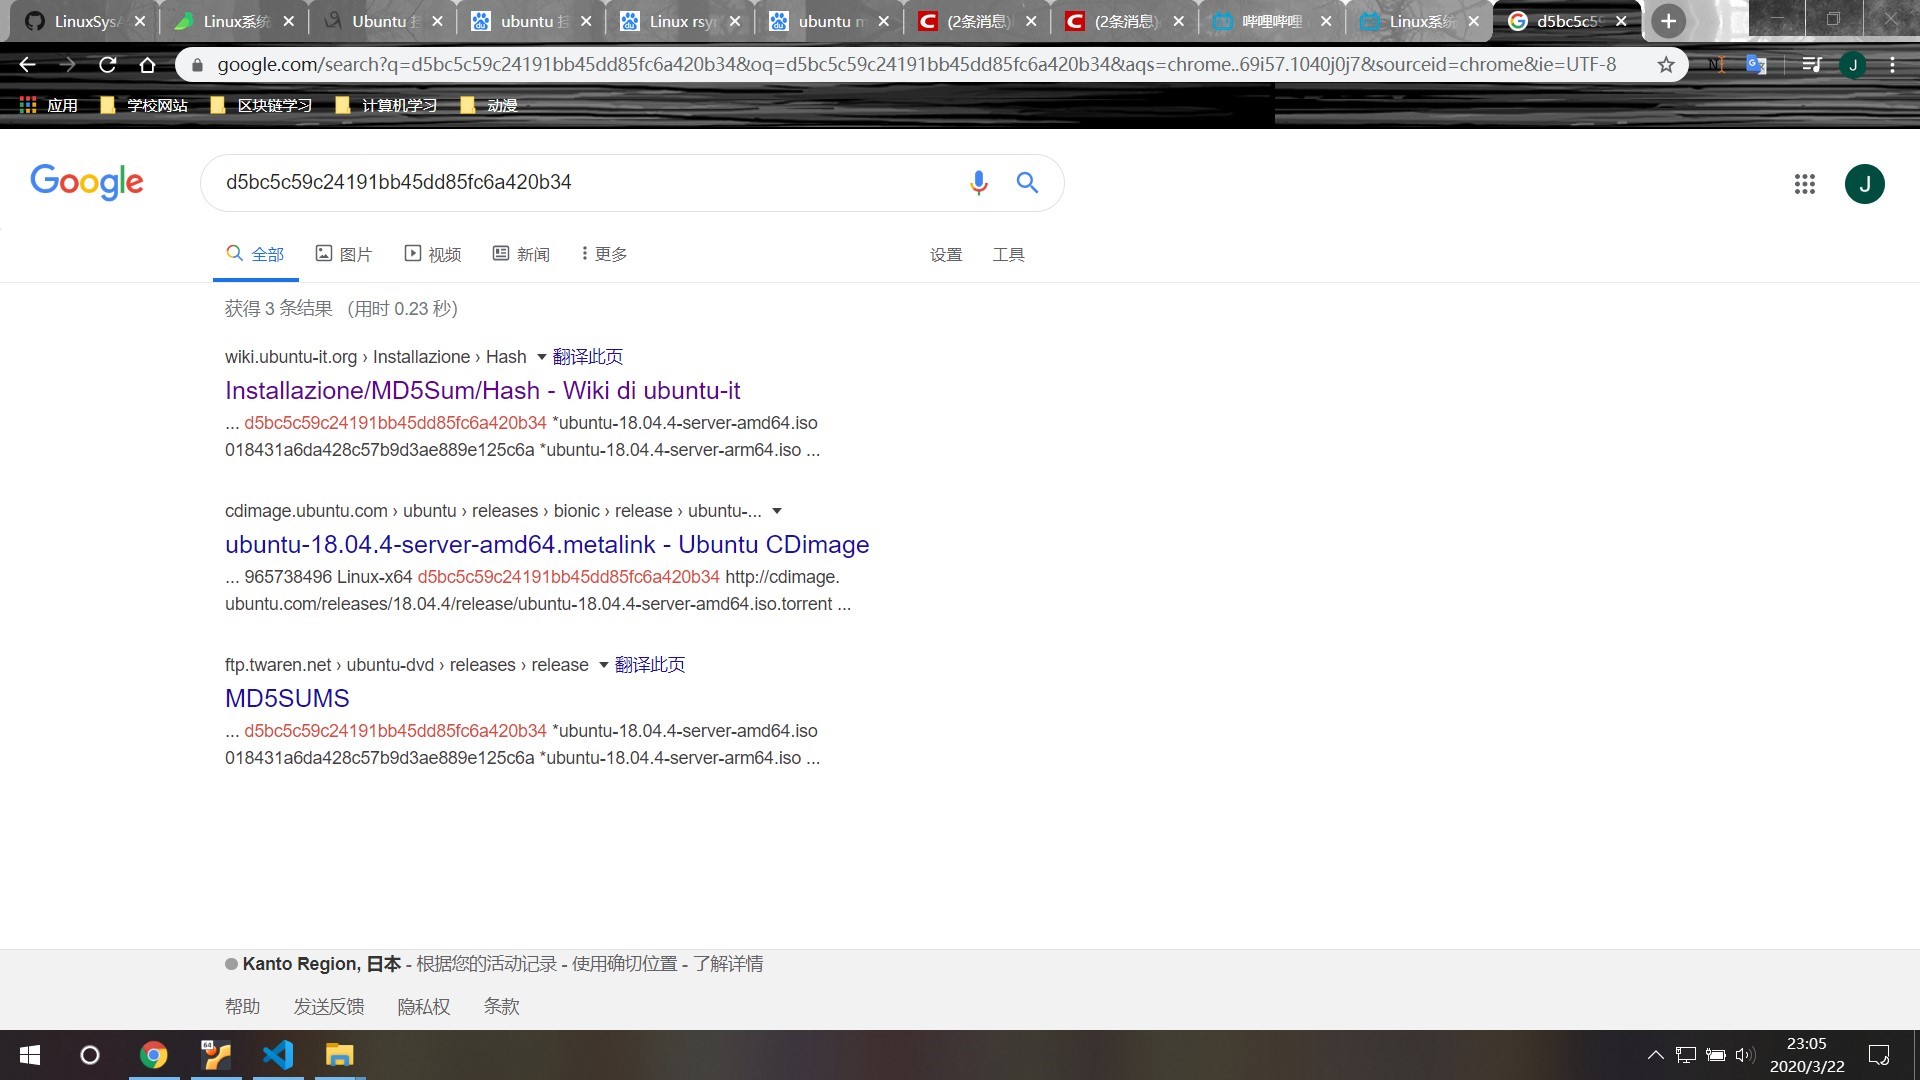 LinuxSysA
Linux系统
Ubuntu
ubuntu
Linux rsyn
ubuntu m
(2条消息)
(2条消息)
哔哩哔哩
Linux系统
d5bc5c59
google.com/search?q=d5bc5c59c24191bb45dd85fc6a420b34&oq=d5bc5c59c24191bb45dd85fc6a420b34&aqs=chrome..69i57.1040j0j7&sourceid=chrome&ie=UTF-8
J
应用 学校网站 区块链学习 计算机学习 动漫
Google
d5bc5c59c24191bb45dd85fc6a420b34
J
全部 图片 视频 新闻 更多 设置 工具
获得 3 条结果 （用时 0.23 秒）
wiki.ubuntu-it.org › Installazione › Hash 翻译此页
Installazione/MD5Sum/Hash - Wiki di ubuntu-it
... d5bc5c59c24191bb45dd85fc6a420b34 *ubuntu-18.04.4-server-amd64.iso
018431a6da428c57b9d3ae889e125c6a *ubuntu-18.04.4-server-arm64.iso ...
cdimage.ubuntu.com › ubuntu › releases › bionic › release › ubuntu-...
ubuntu-18.04.4-server-amd64.metalink - Ubuntu CDimage
... 965738496 Linux-x64 d5bc5c59c24191bb45dd85fc6a420b34 http://cdimage.
ubuntu.com/releases/18.04.4/release/ubuntu-18.04.4-server-amd64.iso.torrent ...
ftp.twaren.net › ubuntu-dvd › releases › release 翻译此页
MD5SUMS
... d5bc5c59c24191bb45dd85fc6a420b34 *ubuntu-18.04.4-server-amd64.iso
018431a6da428c57b9d3ae889e125c6a *ubuntu-18.04.4-server-arm64.iso ...
Kanto Region, 日本 - 根据您的活动记录 - 使用确切位置 - 了解详情
帮助 发送反馈 隐私权 条款
64
23:05
2020/3/22